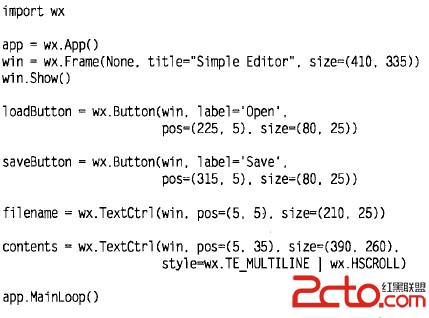 import wx
app = wx.App()
win = wx.Frame(None, title="Simple Editor", size=(410, 335))
win.Show()
loadButton = wx.Button(win, label='Open',
pos=(225, 5), size=(80, 25))
saveButton = wx.Button(win, label='Save',
pos=(315, 5), size=(80, 25))
filename = wx.TextCtrl(win, pos=(5, 5), size=(210, 25))
contents = wx.TextCtrl(win, pos=(5, 35), size=(390, 260),
style=wx.TE_MULTILINE | wx.HSCROLL)
app.MainLoop()
2cto.com
红黑联盟